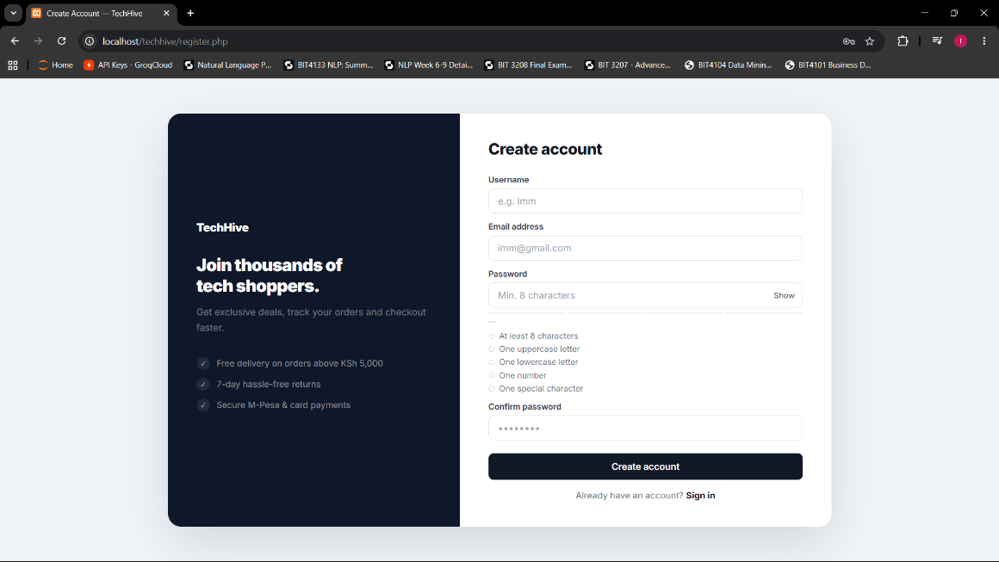 Create Account — TechHive
localhost/techhive/register.php
Home
API Keys - GroqCloud
Natural Language P...
BIT4133 NLP: Summ...
NLP Week 6-9 Detai...
BIT 3208 Final Exam...
BIT 3207 - Advance...
BIT4104 Data Minin...
BIT4101 Business D...
I
TechHive
Join thousands of
tech shoppers.
Get exclusive deals, track your orders and checkout
faster.
✓ Free delivery on orders above KSh 5,000
✓ 7-day hassle-free returns
✓ Secure M-Pesa & card payments
Create account
Username
e.g. Imm
Email address
imm@gmail.com
Password
Min. 8 characters Show
—
At least 8 characters
One uppercase letter
One lowercase letter
One number
One special character
Confirm password
••••••••
Create account
Already have an account? Sign in